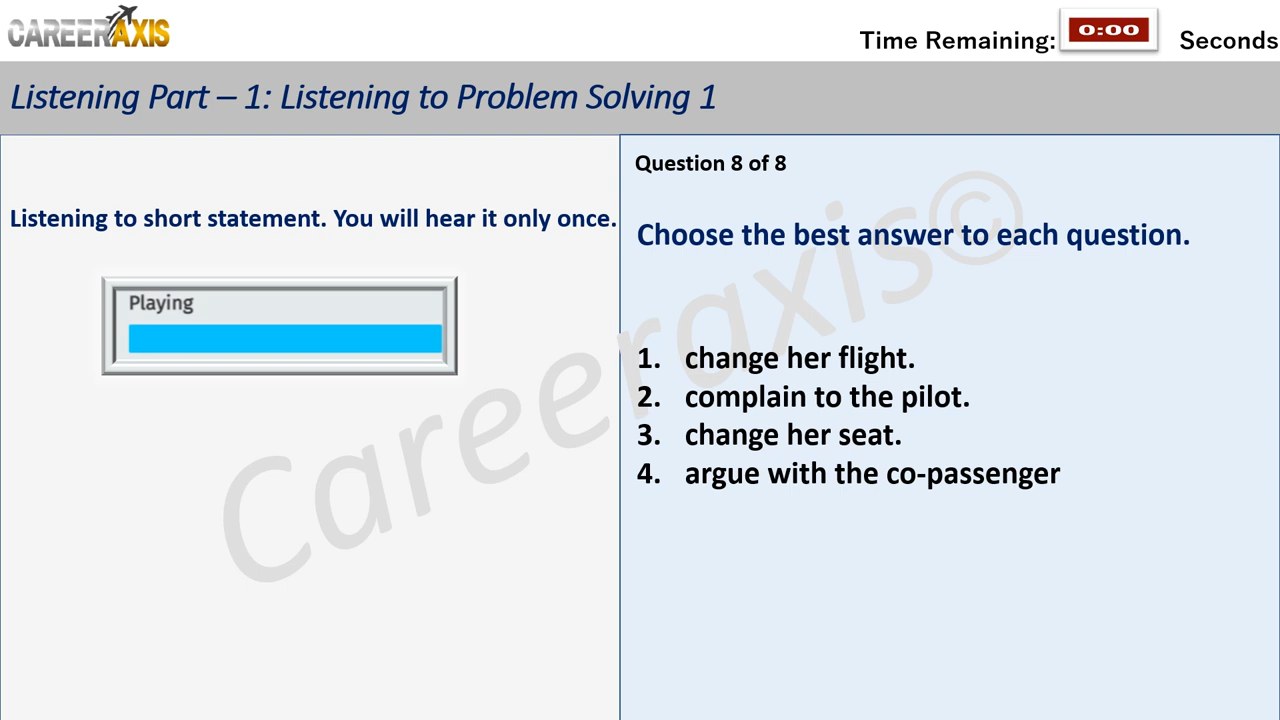 CAREERAXIS
Time Remaining: 0:00 Seconds
Listening Part – 1: Listening to Problem Solving 1
Listening to short statement. You will hear it only once.
Playing
Question 8 of 8
Choose the best answer to each question.
1. change her flight.
2. complain to the pilot.
3. change her seat.
4. argue with the co-passenger
Careeraxis©